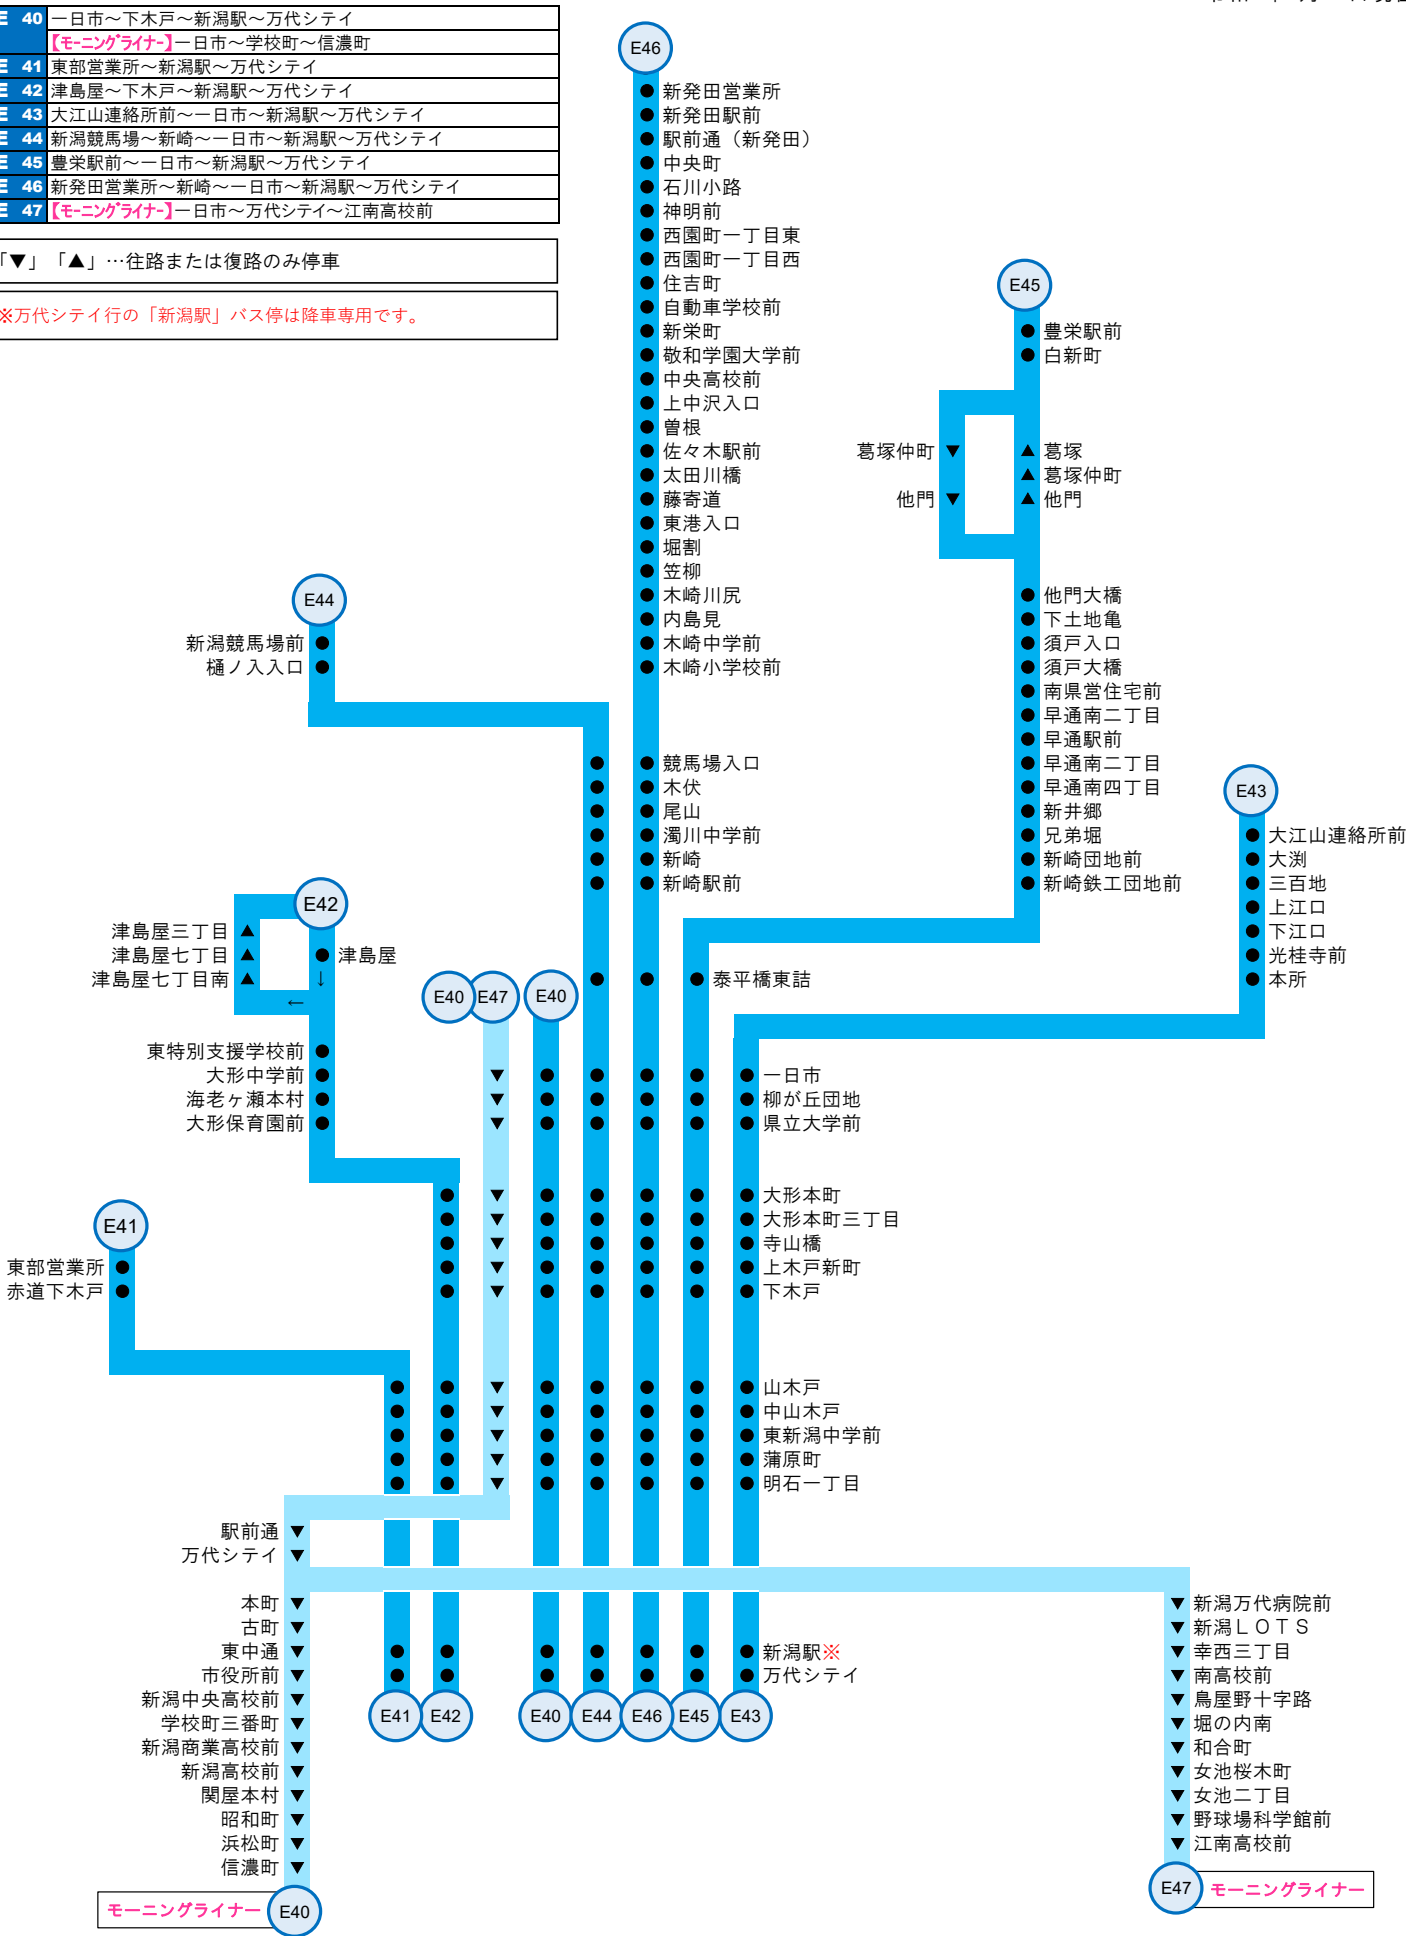 E 40 一日市～下木戸～新潟駅～万代シテイ
【モーニングライナー】一日市～学校町～信濃町
E 41 東部営業所～新潟駅～万代シテイ
E 42 津島屋～下木戸～新潟駅～万代シテイ
E 43 大江山連絡所前～一日市～新潟駅～万代シテイ
E 44 新潟競馬場～新崎～一日市～新潟駅～万代シテイ
E 45 豊栄駅前～一日市～新潟駅～万代シテイ
E 46 新発田営業所～新崎～一日市～新潟駅～万代シテイ
E 47 【モーニングライナー】一日市～万代シテイ～江南高校前
「▼」「▲」…往路または復路のみ停車
※万代シテイ行の「新潟駅」バス停は降車専用です。
E46
新発田営業所
新発田駅前
駅前通（新発田）
中央町
石川小路
神明前
西園町一丁目東
西園町一丁目西
住吉町
自動車学校前
新栄町
敬和学園大学前
中央高校前
上中沢入口
曽根
佐々木駅前
太田川橋
藤寄道
東港入口
堀割
笠柳
木崎川尻
内島見
木崎中学前
木崎小学校前
競馬場入口
木伏
尾山
濁川中学前
新崎
新崎駅前
E45
豊栄駅前
白新町
葛塚仲町 ▼
他門 ▼
▲ 葛塚
▲ 葛塚仲町
▲ 他門
他門大橋
下土地亀
須戸入口
須戸大橋
南県営住宅前
早通南二丁目
早通駅前
早通南二丁目
早通南四丁目
新井郷
兄弟堀
新崎団地前
新崎鉄工団地前
E44
新潟競馬場前
樋ノ入入口
E43
大江山連絡所前
大渕
三百地
上江口
下江口
光桂寺前
本所
E42
津島屋三丁目 ▲
津島屋七丁目 ▲
津島屋七丁目南 ▲
津島屋
↓
←
東特別支援学校前
大形中学前
海老ヶ瀬本村
大形保育園前
E40 E47 E40
泰平橋東詰
一日市
柳が丘団地
県立大学前
大形本町
大形本町三丁目
寺山橋
上木戸新町
下木戸
E41
東部営業所
赤道下木戸
山木戸
中山木戸
東新潟中学前
蒲原町
明石一丁目
駅前通 ▼
万代シテイ ▼
本町 ▼
古町 ▼
東中通 ▼
市役所前 ▼
新潟中央高校前 ▼
学校町三番町 ▼
新潟商業高校前 ▼
新潟高校前 ▼
関屋本村 ▼
昭和町 ▼
浜松町 ▼
信濃町 ▼
モーニングライナー E40
新潟駅※
万代シテイ
E41 E42 E40 E44 E46 E45 E43
▼ 新潟万代病院前
▼ 新潟ＬＯＴＳ
▼ 幸西三丁目
▼ 南高校前
▼ 鳥屋野十字路
▼ 堀の内南
▼ 和合町
▼ 女池桜木町
▼ 女池二丁目
▼ 野球場科学館前
▼ 江南高校前
E47 モーニングライナー